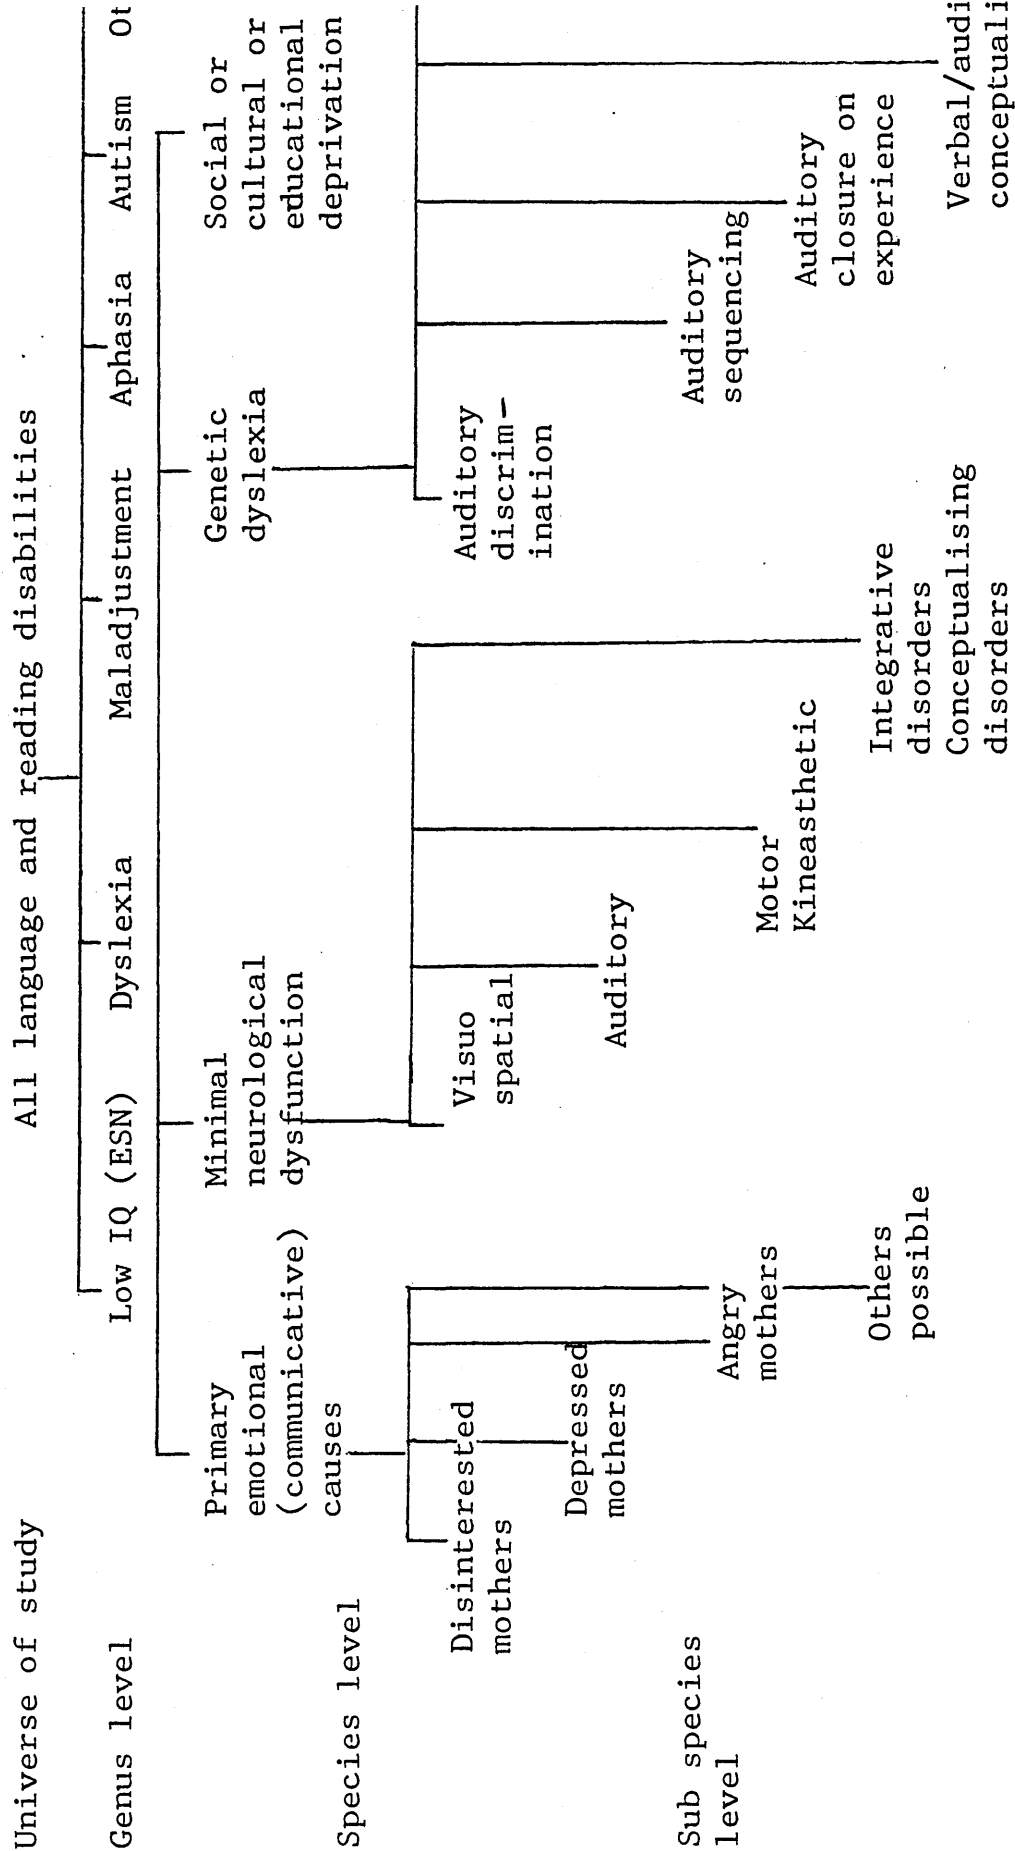 Universe of study
All language and reading disabilities
Genus level
Low IQ (ESN) Dyslexia Maladjustment Aphasia Autism
Species level
Primary
emotional
(communicative)
causes
Minimal
neurological
dysfunction
Genetic
dyslexia
Social or
cultural or
educational
deprivation
Sub species
level
Disinterested
mothers
Depressed
mothers
Angry
mothers
Others
possible
Visuo
spatial
Auditory
Motor
Kineasthetic
Integrative
disorders
Conceptualising
disorders
Auditory
discrim-
ination
Auditory
sequencing
Auditory
closure on
experience
Verbal/audi
conceptuali